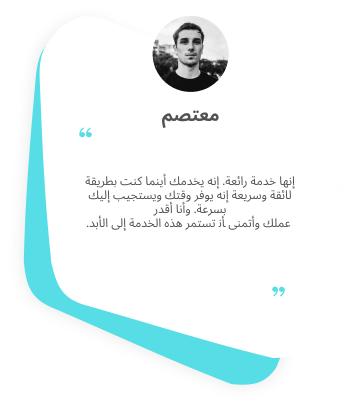 معتصم
“
إنها خدمة رائعة. إنه يخدمك أينما كنت بطريقة
لائقة وسريعة إنه يوفر وقتك ويستجيب إليك
بسرعة. وأنا أقدر
عملك وأتمنى أن تستمر هذه الخدمة إلى الأبد.
”